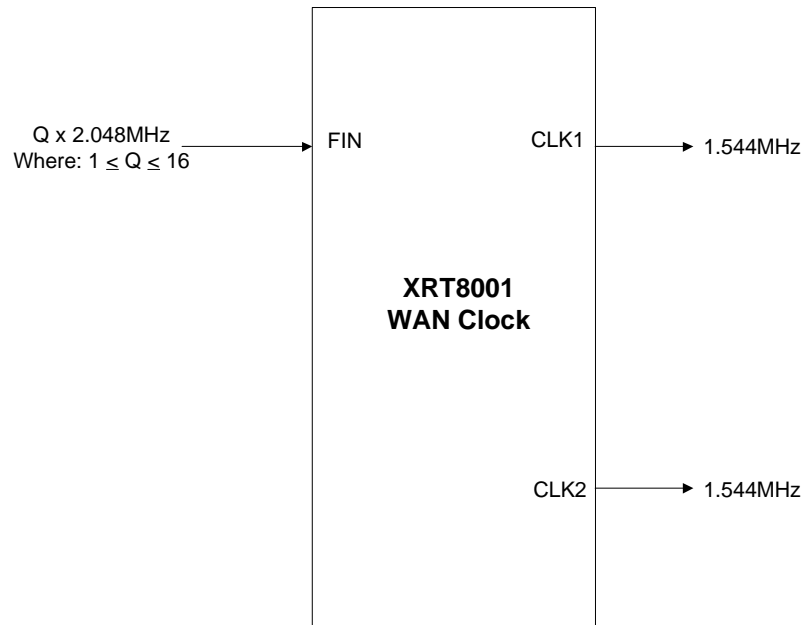 Q x 2.048MHz
Where: 1 ≤ Q ≤ 16
FIN
CLK1
1.544MHz
XRT8001
WAN Clock
CLK2
1.544MHz